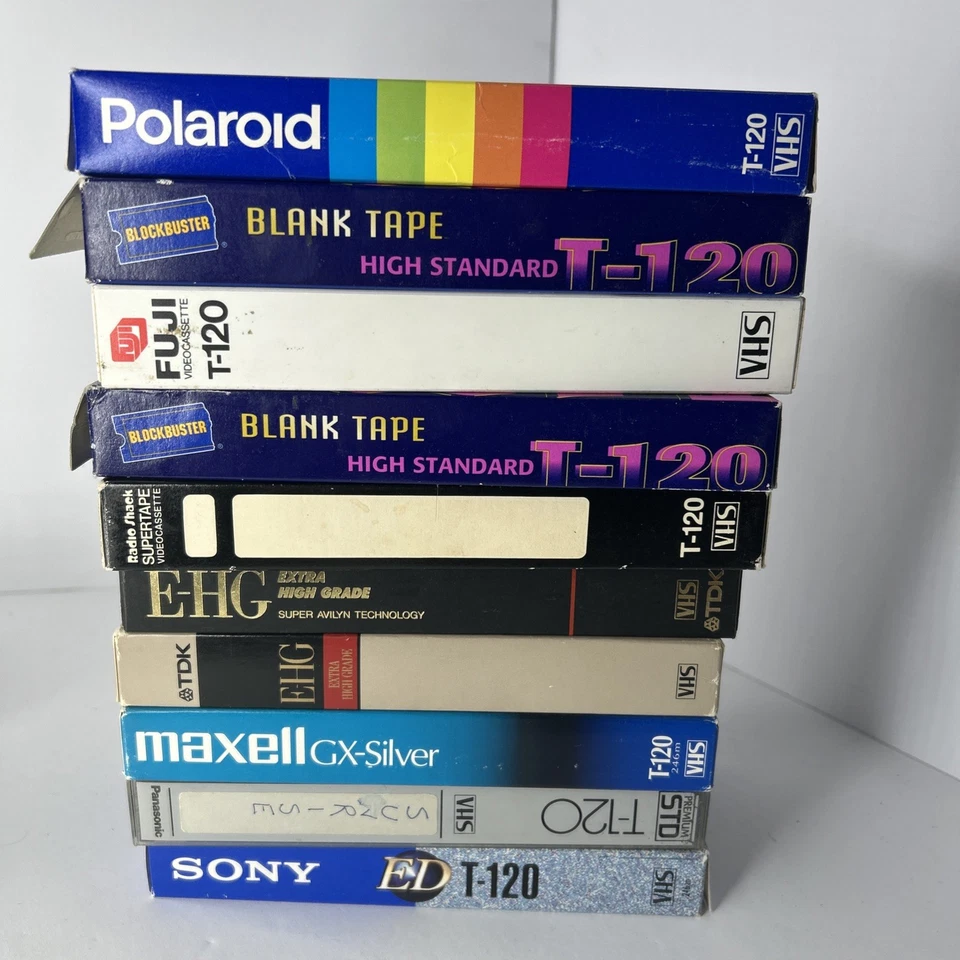 Polaroid
T-120
VHS
BLOCKBUSTER
BLANK TAPE
HIGH STANDARD T-120
FUJI
FUJI
VIDEOCASSETTE
T-120
VHS
BLOCKBUSTER
BLANK TAPE
HIGH STANDARD T-120
Radio Shack
SUPERTAPE
VIDEOCASSETTE
T-120
VHS
E-HG
EXTRA
HIGH GRADE
SUPER AVILYN TECHNOLOGY
VHS
TDK
TDK
EHG
EXTRA
HIGH GRADE
VHS
maxell GX-Silver
T-120
246m
VHS
PREMIUM
STD
T-120
VHS
SUNRISE
Panasonic
SONY
ED T-120
VHS